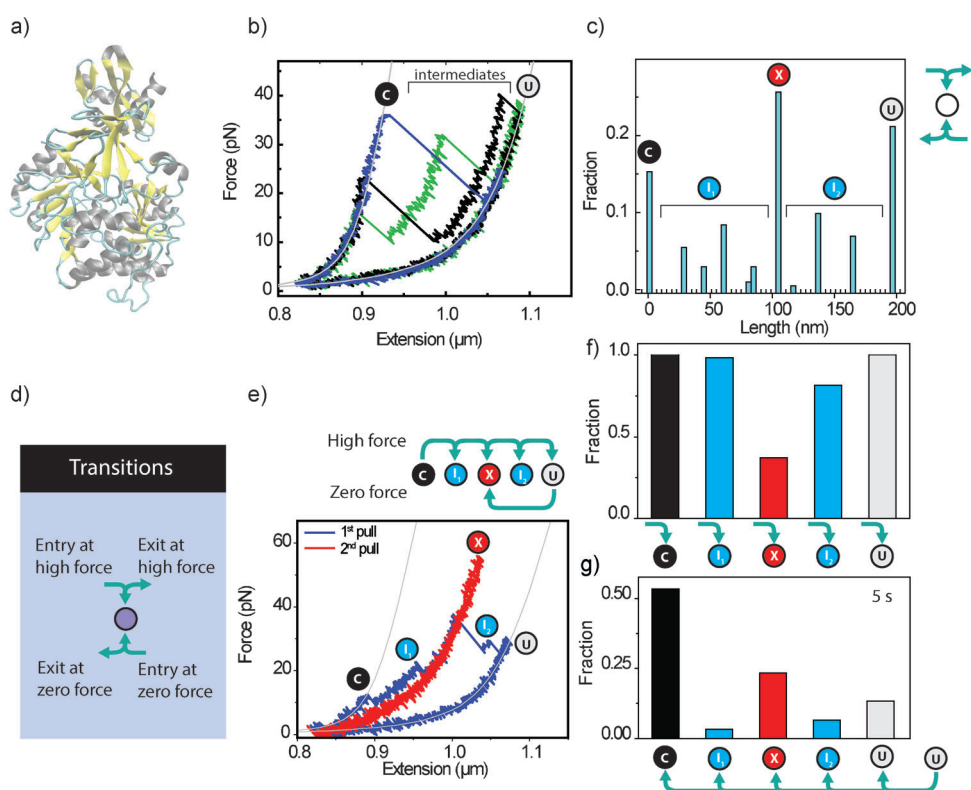 a)
b)
intermediates
C
U
Force (pN)
40
30
20
10
0
0.8
0.9
1.0
1.1
Extension (μm)
c)
X
U
C
I1
I2
Fraction
0.2
0.1
0.0
0
50
100
150
200
Length (nm)
d)
Transitions
Entry at
high force
Exit at
high force
Exit at
zero force
Entry at
zero force
e)
High force
C
I1
X
I2
U
Zero force
1st pull
2nd pull
X
I2
I1
U
C
Force (pN)
60
40
20
0
0.8
0.9
1.0
1.1
Extension (μm)
f)
Fraction
1.0
0.5
0.0
C
I1
X
I2
U
g)
5 s
Fraction
0.50
0.25
0.00
C
I1
X
I2
U
U